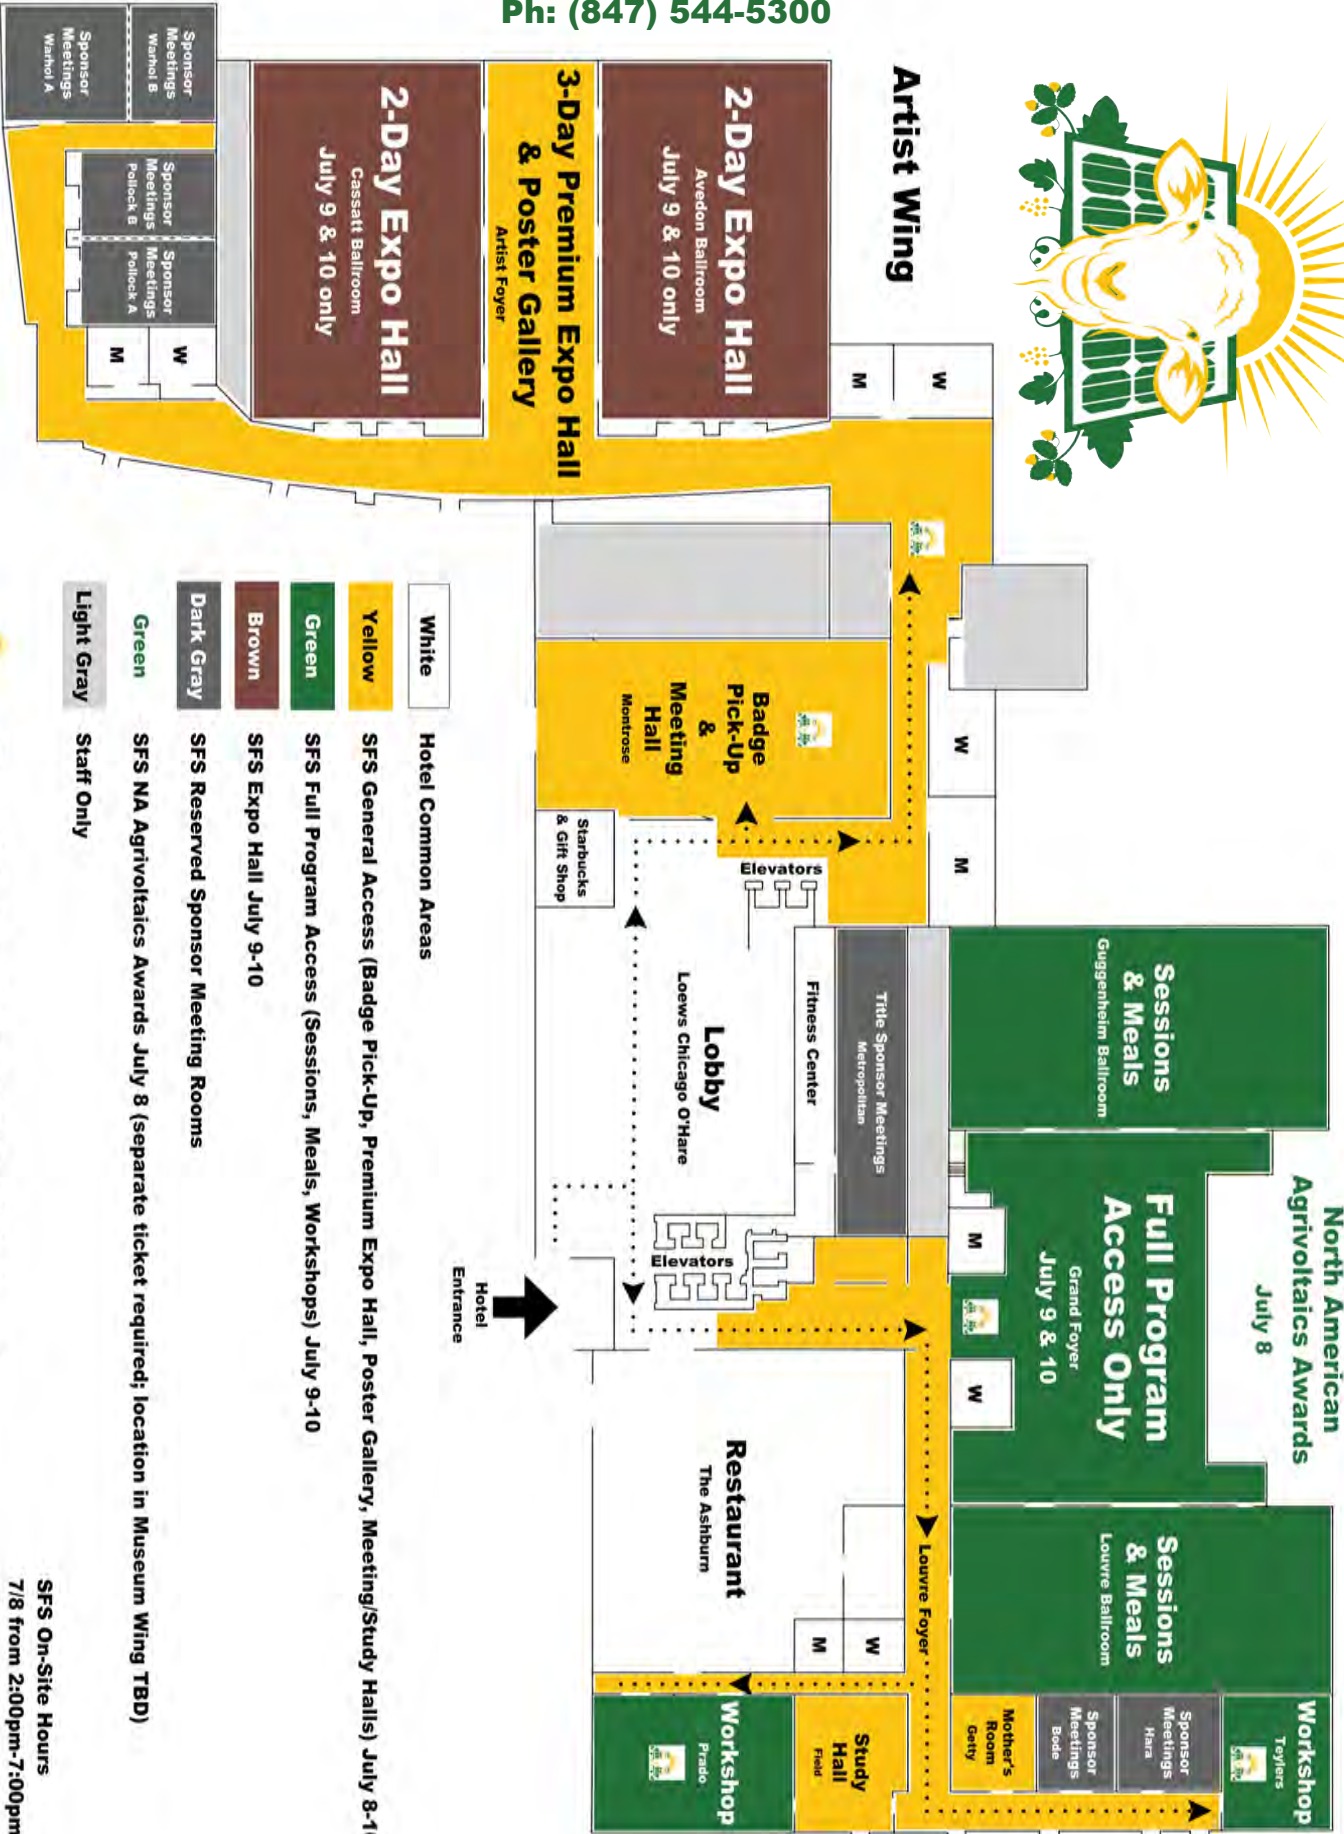 Ph: (847) 544-5300
Artist Wing
Sponsor
Meetings
Warhol A
Sponsor
Meetings
Warhol B
Sponsor
Meetings
Pollock B
Sponsor
Meetings
Pollock A
M
W
2-Day Expo Hall
Cassatt Ballroom
July 9 & 10 only
3-Day Premium Expo Hall
& Poster Gallery
Artist Foyer
2-Day Expo Hall
Avedon Ballroom
July 9 & 10 only
M
W
Badge
Pick-Up
&
Meeting
Hall
Montrose
W
M
Starbucks
& Gift Shop
Elevators
Lobby
Loews Chicago O'Hare
Fitness Center
Title Sponsor Meetings
Metropolitan
Elevators
Hotel
Entrance
Sessions
& Meals
Guggenheim Ballroom
North American
Agrivoltaics Awards
July 8
Full Program
Access Only
Grand Foyer
July 9 & 10
M
W
Restaurant
The Ashburn
M
W
Louvre Foyer
Sessions
& Meals
Louvre Ballroom
Workshop
Prado
Study
Hall
Field
Mother's
Room
Getty
Sponsor
Meetings
Bode
Sponsor
Meetings
Hara
Workshop
Teylers
White Hotel Common Areas
Yellow SFS General Access (Badge Pick-Up, Premium Expo Hall, Poster Gallery, Meeting/Study Halls) July 8-1
Green SFS Full Program Access (Sessions, Meals, Workshops) July 9-10
Brown SFS Expo Hall July 9-10
Dark Gray SFS Reserved Sponsor Meeting Rooms
Green SFS NA Agrivoltaics Awards July 8 (separate ticket required; location in Museum Wing TBD)
Light Gray Staff Only
SFS On-Site Hours
7/8 from 2:00pm-7:00pm